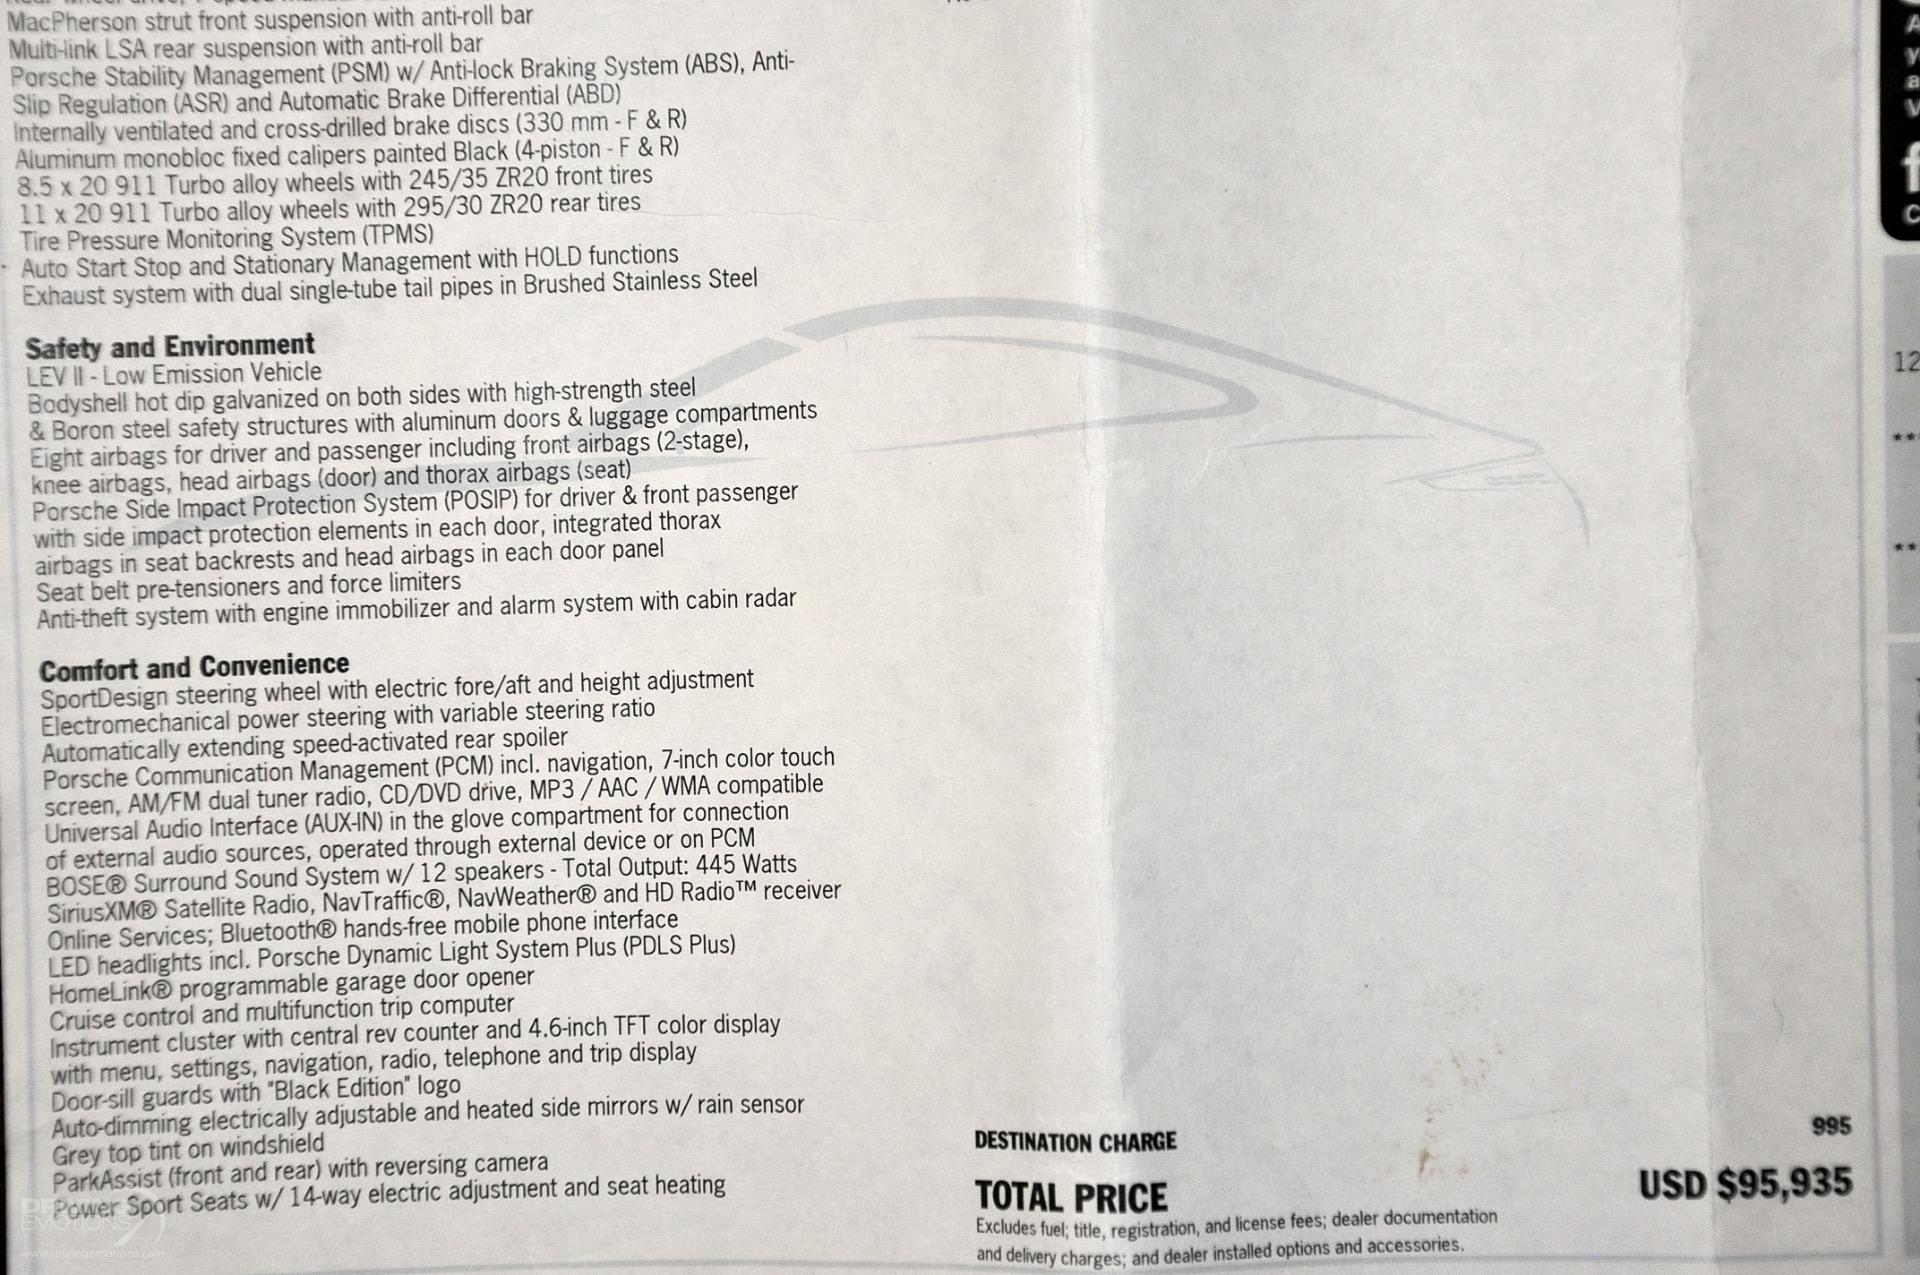 MacPherson strut front suspension with anti-roll bar
Multi-link LSA rear suspension with anti-roll bar
Porsche Stability Management (PSM) w/ Anti-lock Braking System (ABS), Anti-
Slip Regulation (ASR) and Automatic Brake Differential (ABD)
Internally ventilated and cross-drilled brake discs (330 mm - F & R)
Aluminum monobloc fixed calipers painted Black (4-piston - F & R)
8.5 x 20 911 Turbo alloy wheels with 245/35 ZR20 front tires
11 x 20 911 Turbo alloy wheels with 295/30 ZR20 rear tires
Tire Pressure Monitoring System (TPMS)
Auto Start Stop and Stationary Management with HOLD functions
Exhaust system with dual single-tube tail pipes in Brushed Stainless Steel
Safety and Environment
LEV II - Low Emission Vehicle
Bodyshell hot dip galvanized on both sides with high-strength steel
& Boron steel safety structures with aluminum doors & luggage compartments
Eight airbags for driver and passenger including front airbags (2-stage),
knee airbags, head airbags (door) and thorax airbags (seat)
Porsche Side Impact Protection System (POSIP) for driver & front passenger
with side impact protection elements in each door, integrated thorax
airbags in seat backrests and head airbags in each door panel
Seat belt pre-tensioners and force limiters
Anti-theft system with engine immobilizer and alarm system with cabin radar
Comfort and Convenience
SportDesign steering wheel with electric fore/aft and height adjustment
Electromechanical power steering with variable steering ratio
Automatically extending speed-activated rear spoiler
Porsche Communication Management (PCM) incl. navigation, 7-inch color touch
screen, AM/FM dual tuner radio, CD/DVD drive, MP3 / AAC / WMA compatible
Universal Audio Interface (AUX-IN) in the glove compartment for connection
of external audio sources, operated through external device or on PCM
BOSE® Surround Sound System w/ 12 speakers - Total Output: 445 Watts
SiriusXM® Satellite Radio, NavTraffic®, NavWeather® and HD Radio™ receiver
Online Services; Bluetooth® hands-free mobile phone interface
LED headlights incl. Porsche Dynamic Light System Plus (PDLS Plus)
HomeLink® programmable garage door opener
Cruise control and multifunction trip computer
Instrument cluster with central rev counter and 4.6-inch TFT color display
with menu, settings, navigation, radio, telephone and trip display
Door-sill guards with "Black Edition" logo
Auto-dimming electrically adjustable and heated side mirrors w/ rain sensor
Grey top tint on windshield
ParkAssist (front and rear) with reversing camera
Power Sport Seats w/ 14-way electric adjustment and seat heating
DESTINATION CHARGE 995
TOTAL PRICE USD $95,935
Excludes fuel; title, registration, and license fees; dealer documentation
and delivery charges; and dealer installed options and accessories.
12
**
**
EMOTIONS
www.drivingemotions.com